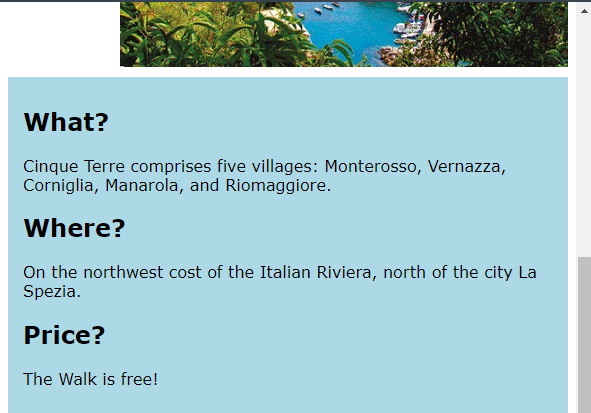 What?
Cinque Terre comprises five villages: Monterosso, Vernazza,
Corniglia, Manarola, and Riomaggiore.
Where?
On the northwest cost of the Italian Riviera, north of the city La
Spezia.
Price?
The Walk is free!